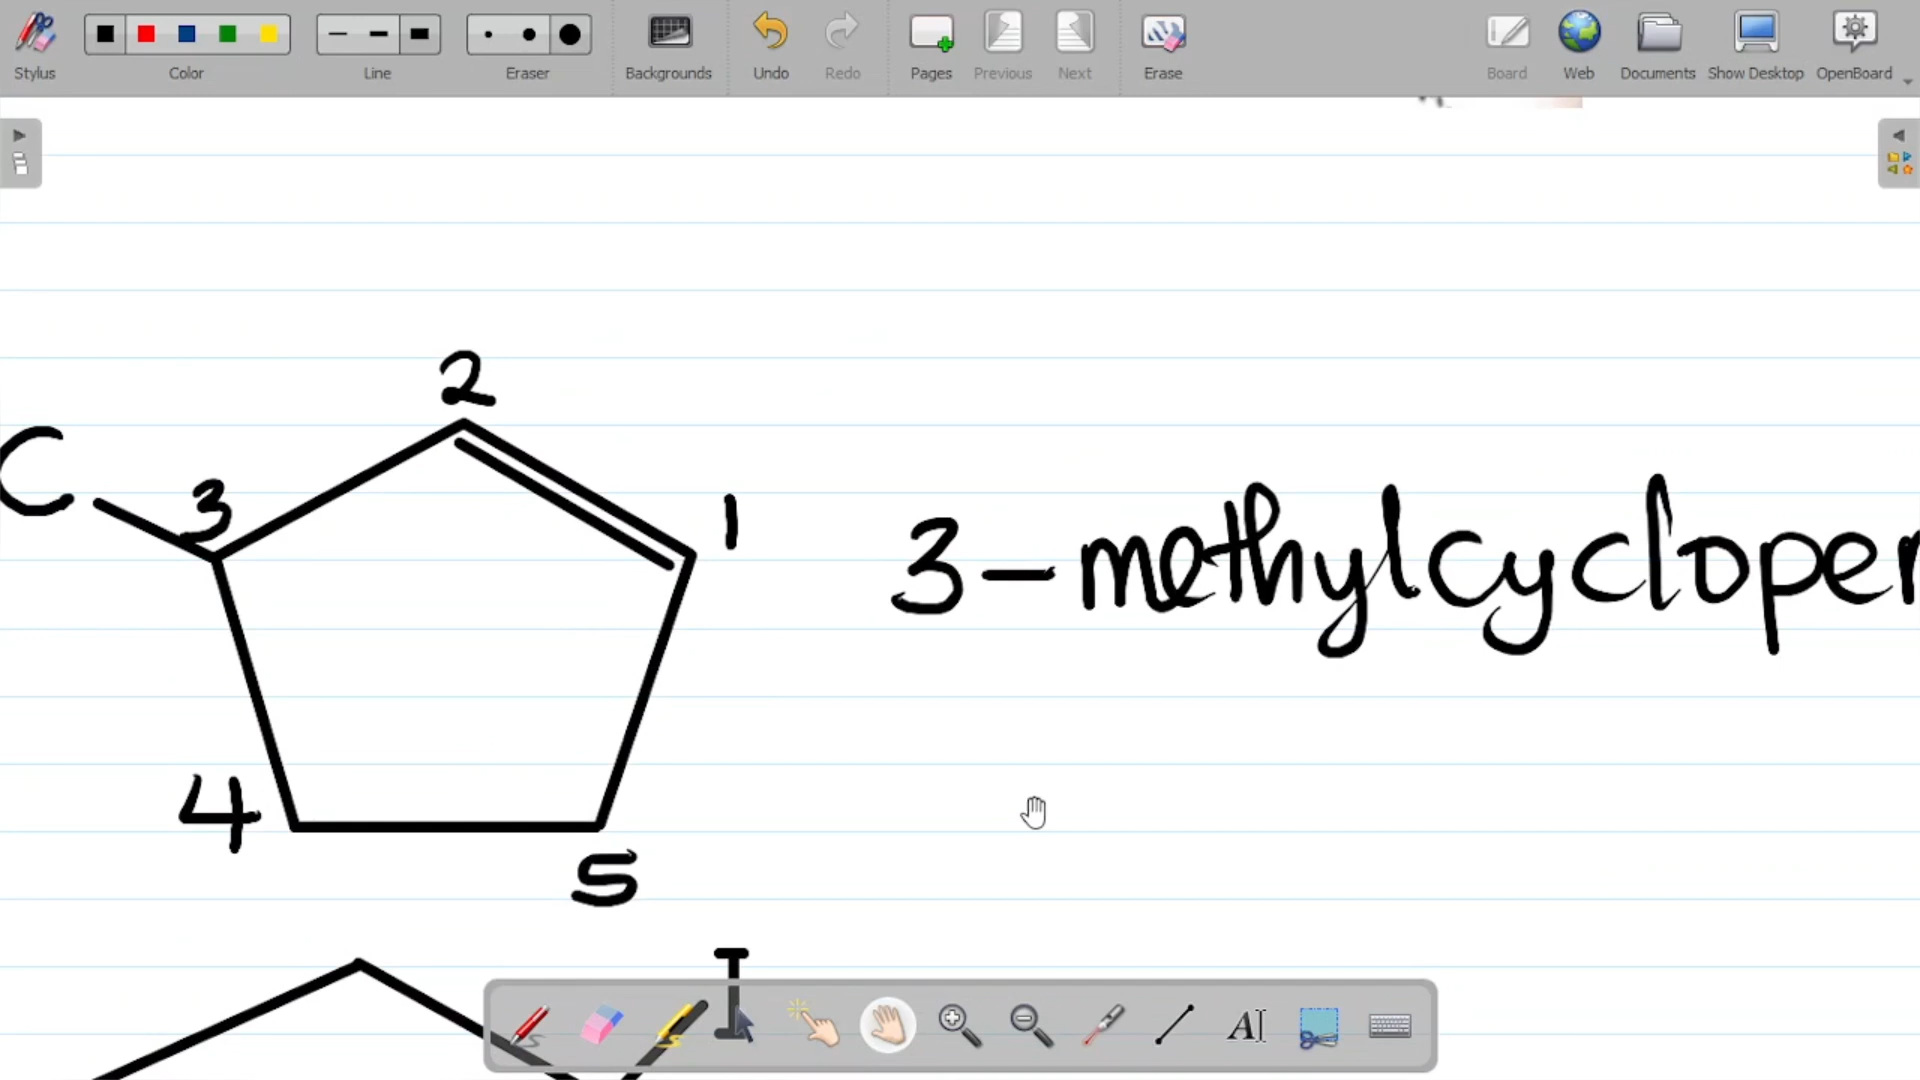 Stylus
Color
Line
Eraser
Backgrounds
Undo
Redo
Pages
Previous
Next
Erase
Board
Web
Documents
Show Desktop
OpenBoard
2
C
3
1
3-methylcyclopen
4
5
I